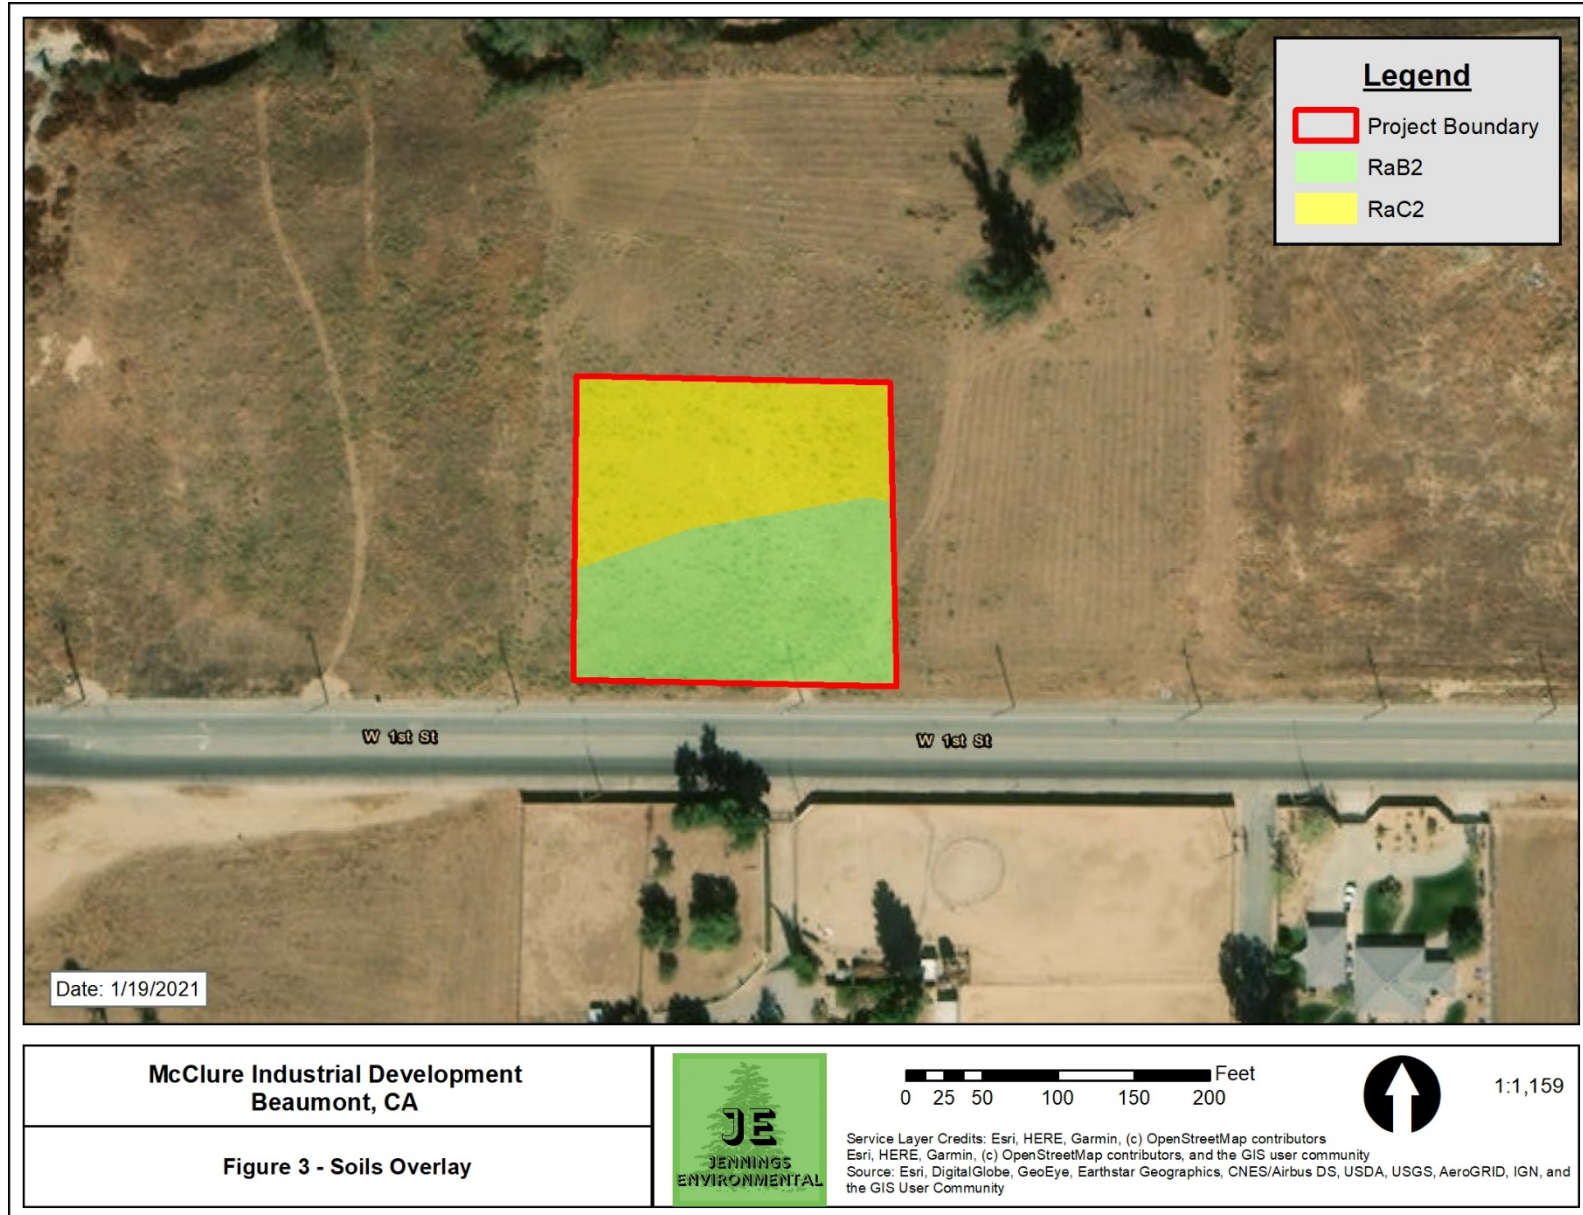 Legend
Project Boundary
RaB2
RaC2
W 1st St
W 1st St
Date: 1/19/2021
McClure Industrial Development
Beaumont, CA
Figure 3 - Soils Overlay
JE
JENNINGS
ENVIRONMENTAL
Feet
0 25 50 100 150 200
1:1,159
Service Layer Credits: Esri, HERE, Garmin, (c) OpenStreetMap contributors
Esri, HERE, Garmin, (c) OpenStreetMap contributors, and the GIS user community
Source: Esri, DigitalGlobe, GeoEye, Earthstar Geographics, CNES/Airbus DS, USDA, USGS, AeroGRID, IGN, and
the GIS User Community